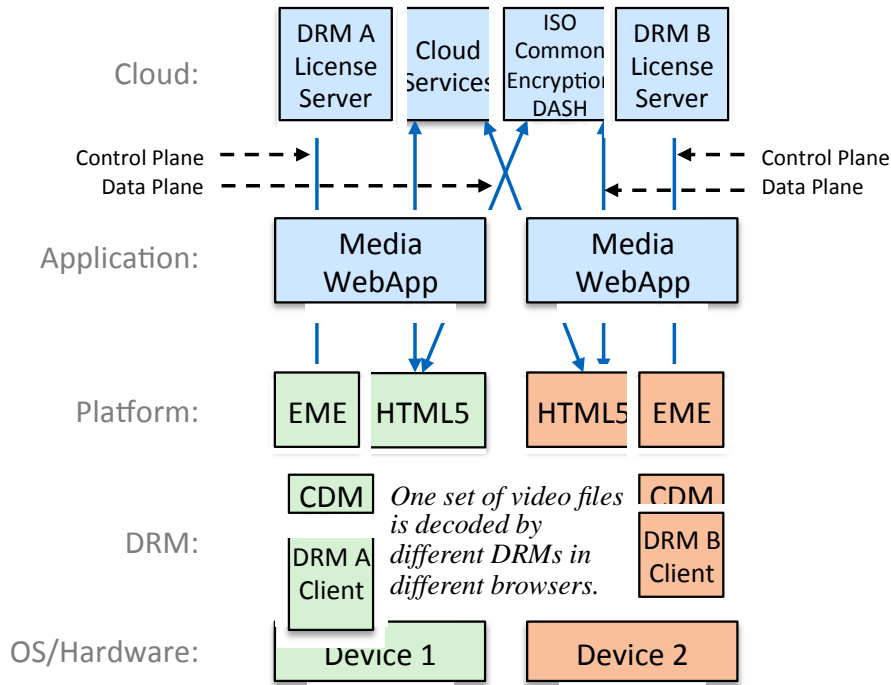 Cloud:
DRM A
License
Server
Cloud
Services
ISO
Common
Encryption
DASH
DRM B
License
Server
Control Plane
Data Plane
Control Plane
Data Plane
Application:
Media
WebApp
Media
WebApp
Platform:
EME
HTML5
HTML5
EME
DRM:
CDM
DRM A
Client
One set of video files
is decoded by
different DRMs in
different browsers.
CDM
DRM B
Client
OS/Hardware:
Device 1
Device 2